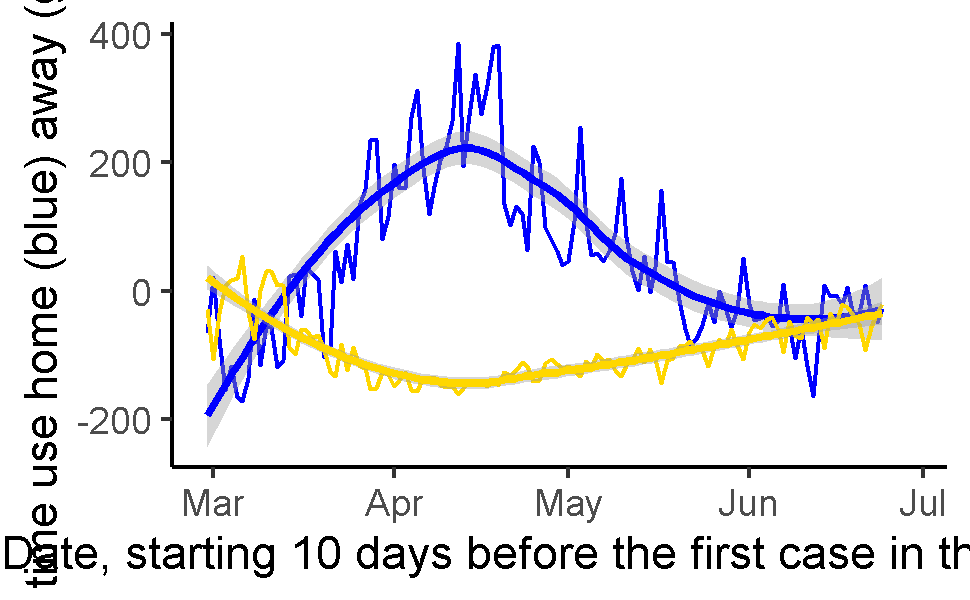 time use home (blue) away (
400
200
0
-200
Mar Apr May Jun Jul
Date, starting 10 days before the first case in th